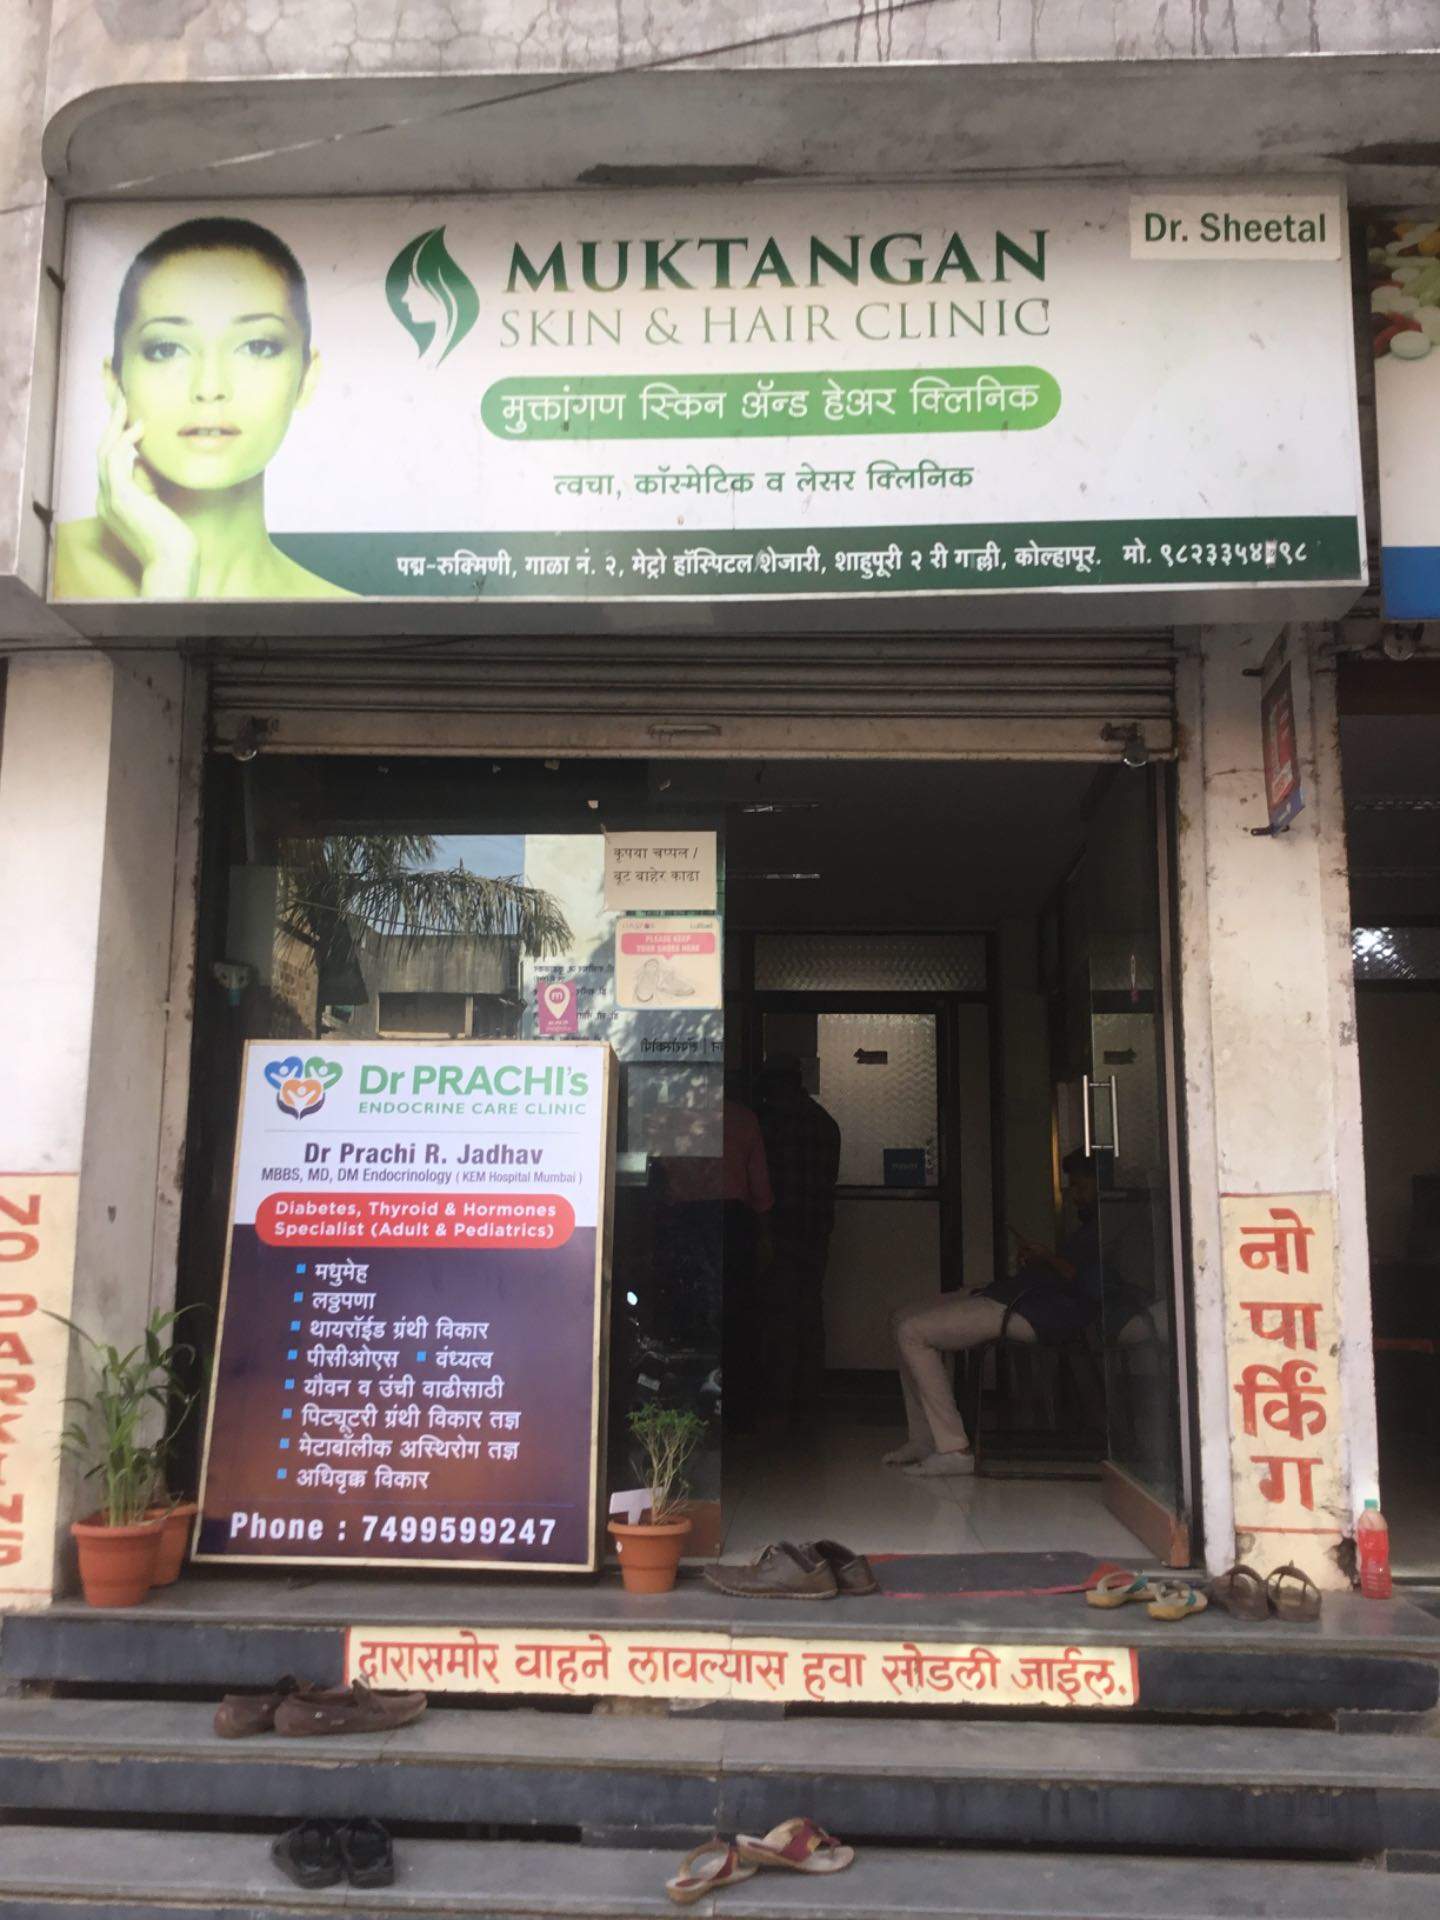 Dr. Sheetal
MUKTANGAN
SKIN & HAIR CLINIC
मुक्तांगण स्किन ॲन्ड हेअर क्लिनिक
त्वचा, कॉस्मेटिक व लेसर क्लिनिक
पद्म-रुक्मिणी, गाळा नं. २, मेट्रो हॉस्पिटल शेजारी, शाहुपूरी २ री गल्ली, कोल्हापूर. मो.
कृपया चप्पल /
बूट बाहेर काढा
PLEASE KEEP
YOUR SHOES HERE
Dr PRACHI's
ENDOCRINE CARE CLINIC
Dr Prachi R. Jadhav
MBBS, MD, DM Endocrinology ( KEM Hospital Mumbai )
Diabetes, Thyroid & Hormones
Specialist (Adult & Pediatrics)
मधुमेह
लठ्ठपणा
थायरॉईड ग्रंथी विकार
पीसीओएस वंध्यत्व
यौवन व उंची वाढीसाठी
पिट्यूटरी ग्रंथी विकार तज्ञ
मेटाबॉलीक अस्थिरोग तज्ञ
अधिवृक्क विकार
Phone : 7499599247
नो
पा
र्किं
ग
NO PARKING
द्वारासमोर वाहने लावल्यास हवा सोडली जाईल.